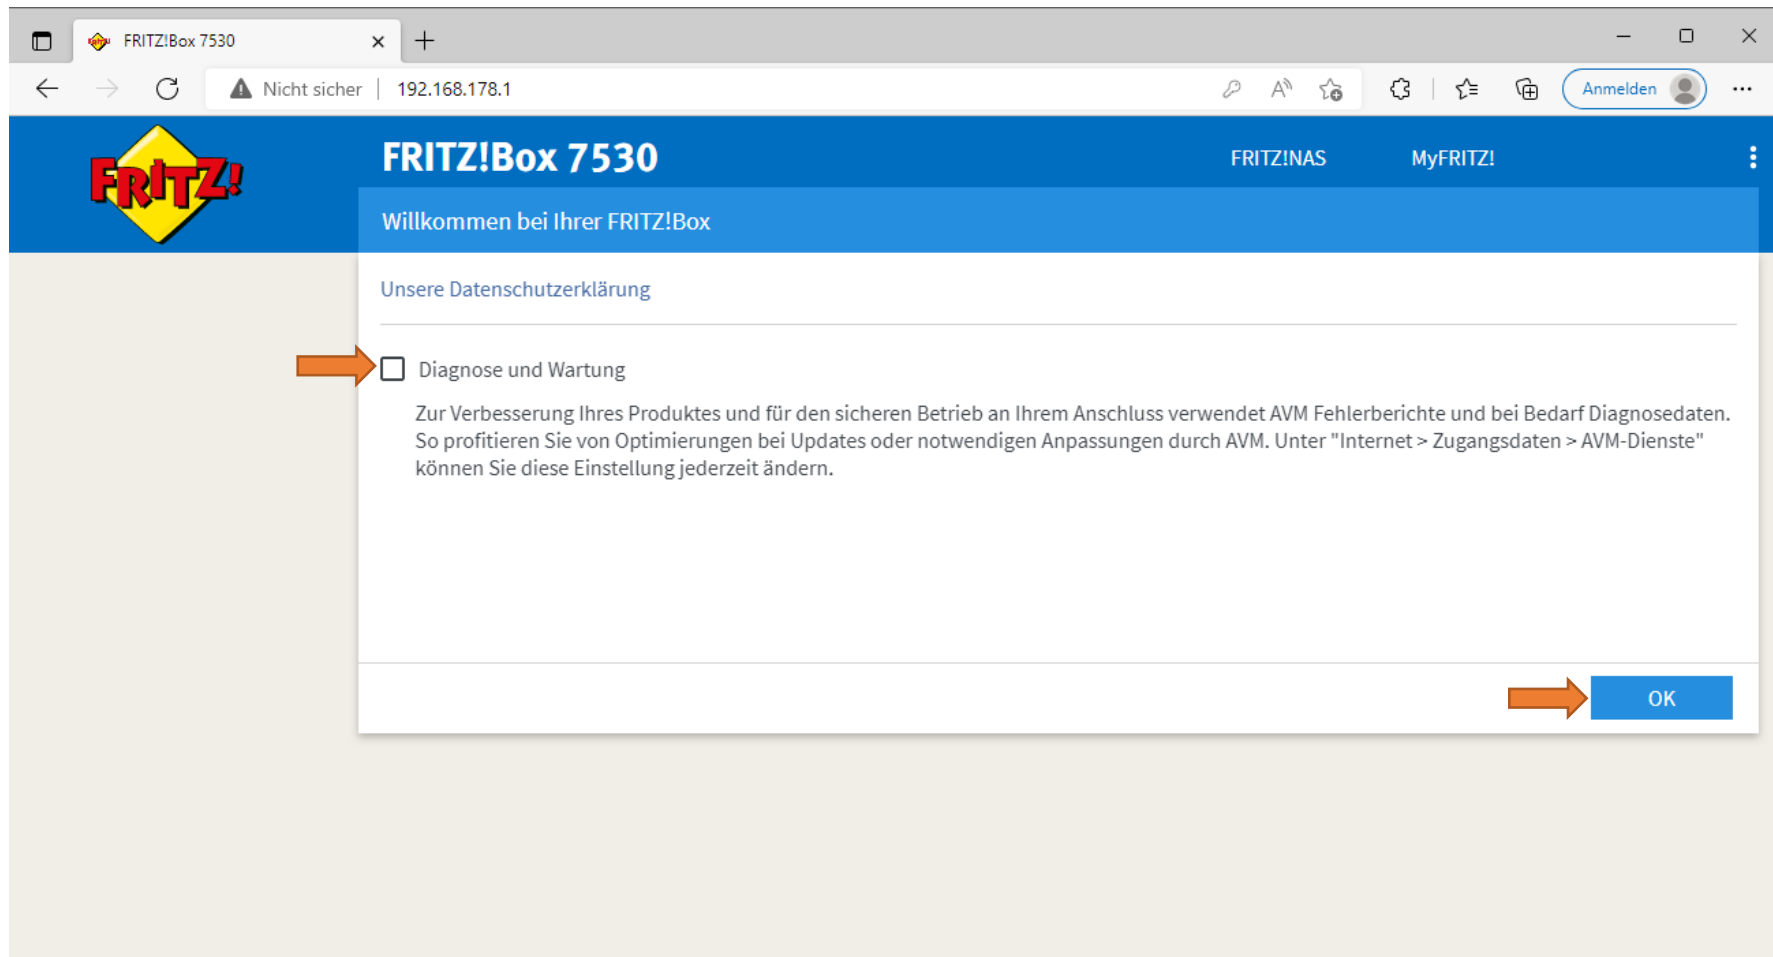 FRITZ!Box 7530
Nicht sicher | 192.168.178.1
Anmelden
FRITZ!
FRITZ!Box 7530
FRITZ!NAS
MyFRITZ!
Willkommen bei Ihrer FRITZ!Box
Unsere Datenschutzerklärung
Diagnose und Wartung
Zur Verbesserung Ihres Produktes und für den sicheren Betrieb an Ihrem Anschluss verwendet AVM Fehlerberichte und bei Bedarf Diagnosedaten.
So profitieren Sie von Optimierungen bei Updates oder notwendigen Anpassungen durch AVM. Unter "Internet > Zugangsdaten > AVM-Dienste"
können Sie diese Einstellung jederzeit ändern.
OK